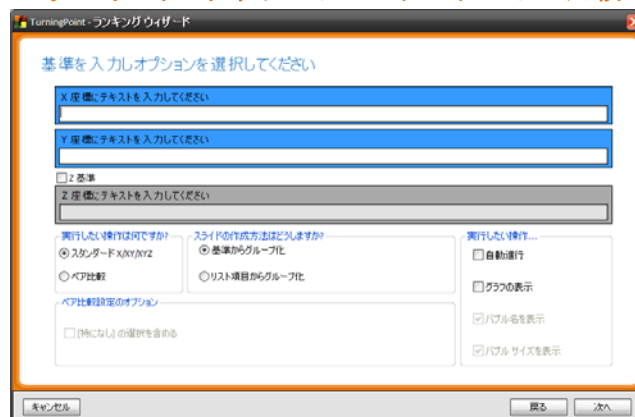 TurningPoint - ランキング ウィザード
基準を入力しオプションを選択してください
X 座標にテキストを入力してください
Y 座標にテキストを入力してください
Z 基準
Z 座標にテキストを入力してください
実行したい操作は何ですか?
スライドの作成方法はどうしますか?
実行したい操作...
スタンダード X/XY/XYZ
基準からグループ化
自動進行
ペア比較
リスト項目からグループ化
グラフの表示
ペア比較設定のオプション
[特になし] の選択を含める
バブル名を表示
バブル サイズを表示
キャンセル
戻る
次へ